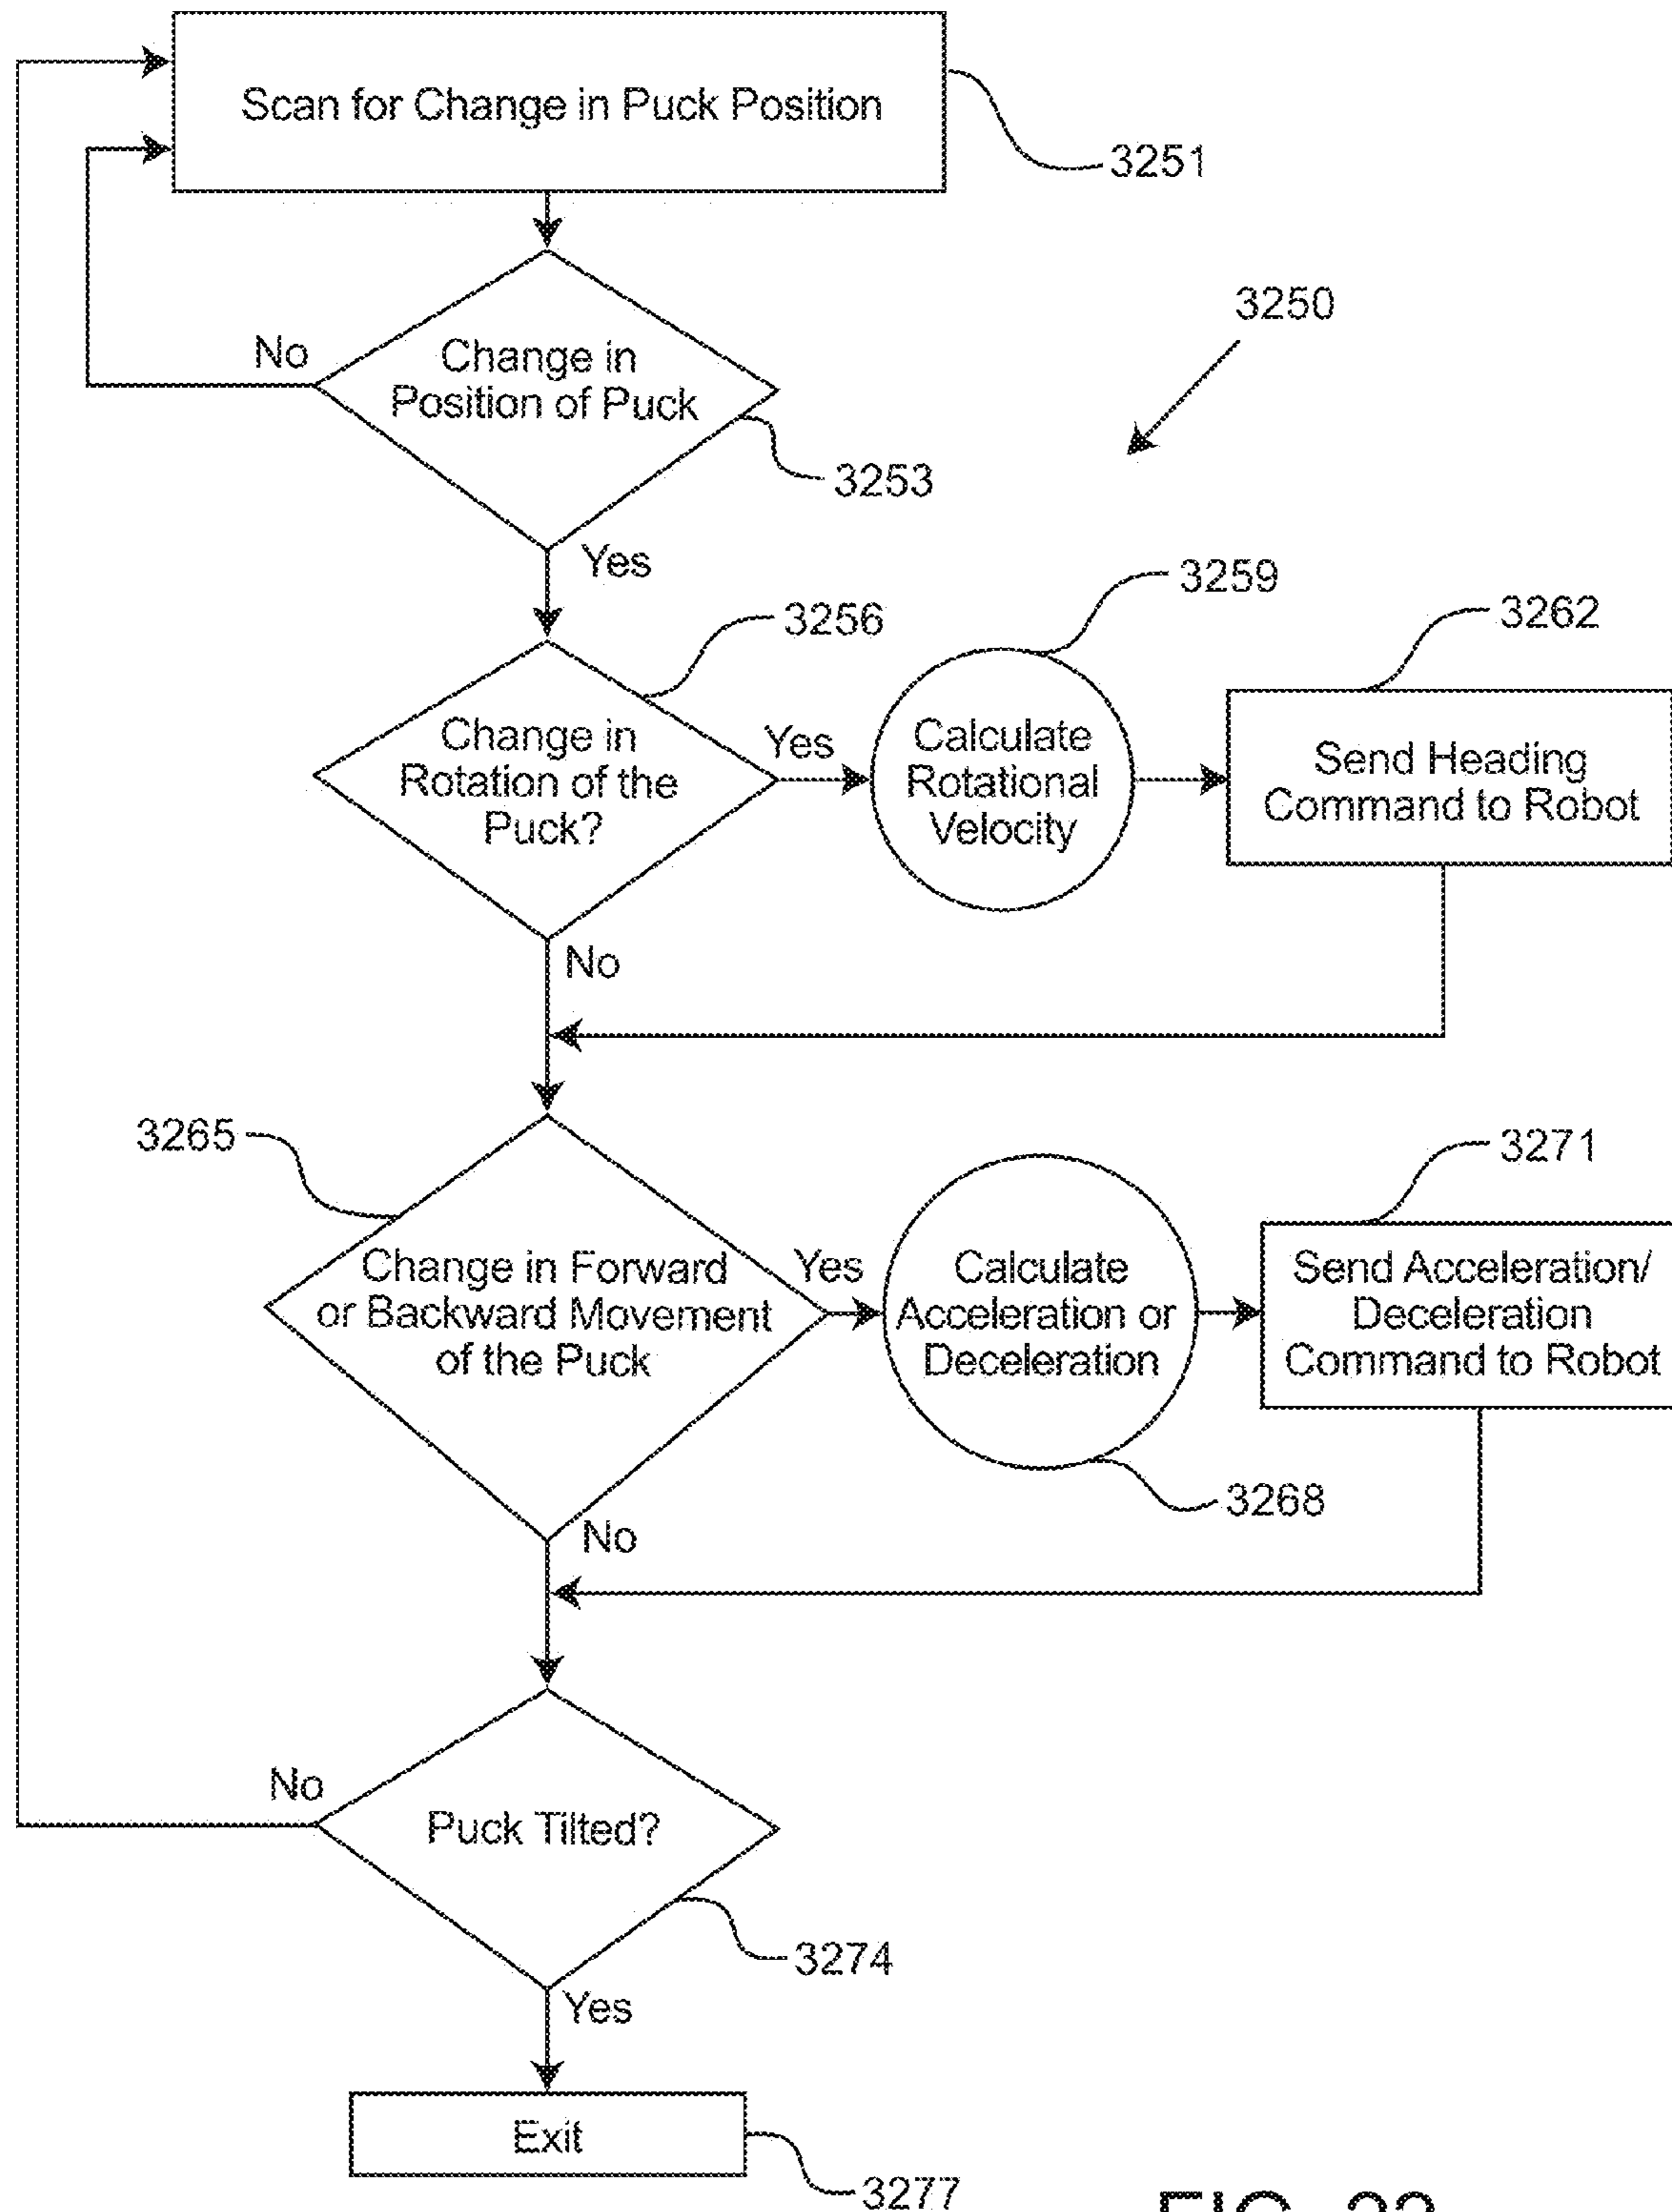 Scan for Change in Puck Position
3251
3250
Change in
Position of Puck
No
3253
Yes
3256
3259
3262
Change in
Rotation of the
Puck?
Yes
Calculate
Rotational
Velocity
Send Heading
Command to Robot
No
3265
3271
Change in Forward
or Backward Movement
of the Puck
Yes
Calculate
Acceleration or
Deceleration
Send Acceleration/
Deceleration
Command to Robot
3268
No
No
Puck Tilted?
3274
Yes
Exit
3277